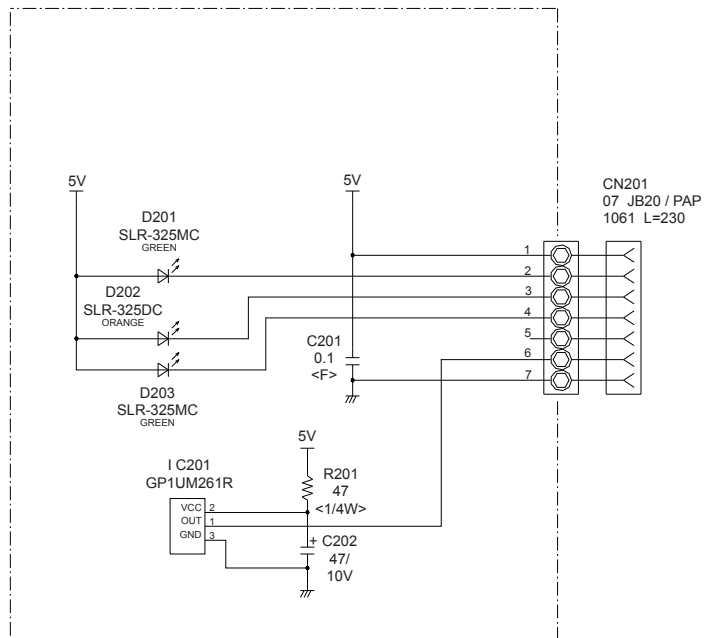 5V
5V
CN201
07 JB20 / PAP
1061 L=230
D201
SLR-325MC
GREEN
1
2
D202
SLR-325DC
ORANGE
3
4
C201
0.1
<F>
5
6
7
D203
SLR-325MC
GREEN
5V
I C201
GP1UM261R
R201
47
<1/4W>
VCC 2
OUT 1
GND 3
+ C202
47/
10V